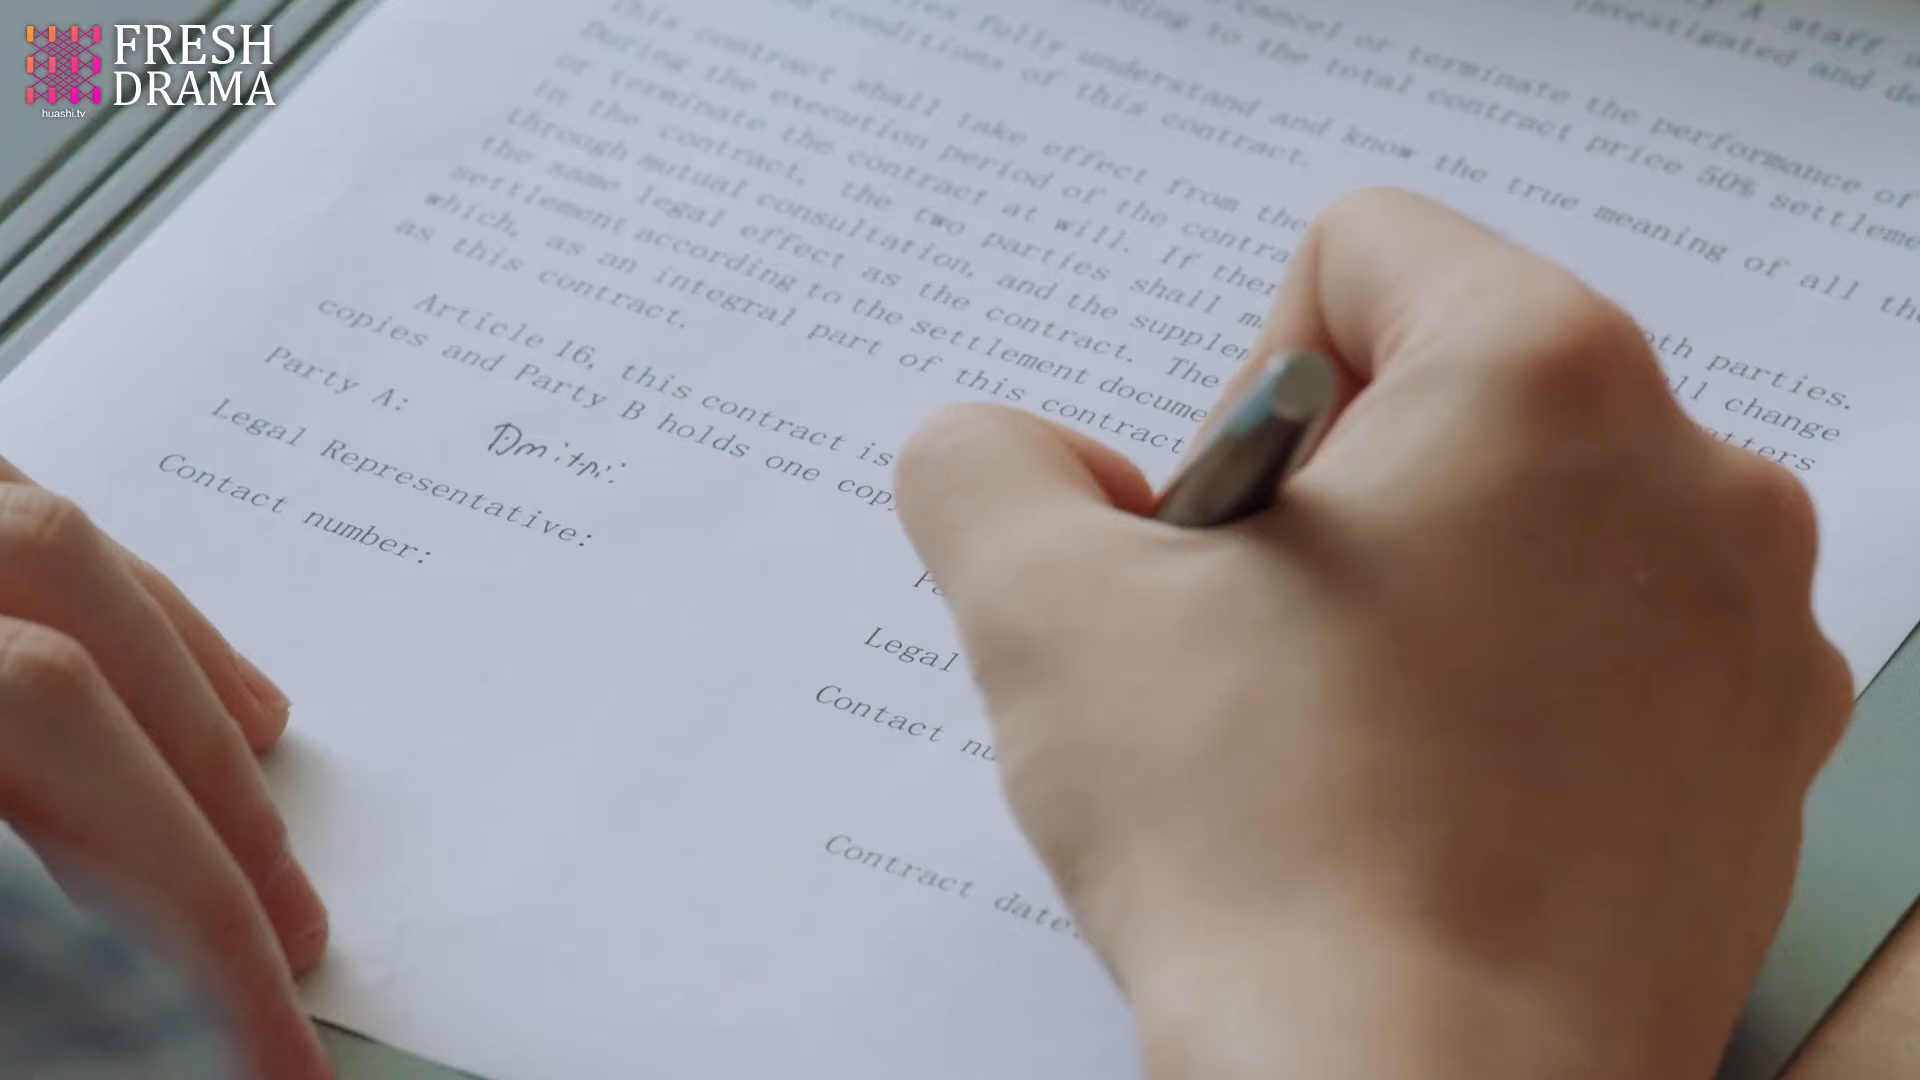 FRESH
DRAMA
huashi.tv
Cancel or terminate the performance of
to the total contract price 50% settleme
investigated and de
fully understand and know the true meaning of all the
conditions of this contract.
This contract shall take effect from the
oth parties.
During the execution period of the contra
ll change
or terminate the contract at will. If ther
atters
in the contract, the two parties shall m
through mutual consultation, and the supplem
the same legal effect as the contract. The
settlement according to the settlement docume
which, as an integral part of this contract
as this contract.
Article 16, this contract is
copies and Party B holds one copy
Party A: Dmitri
Legal Representative:
Contact number:
Legal
Contact nu
Contract date: